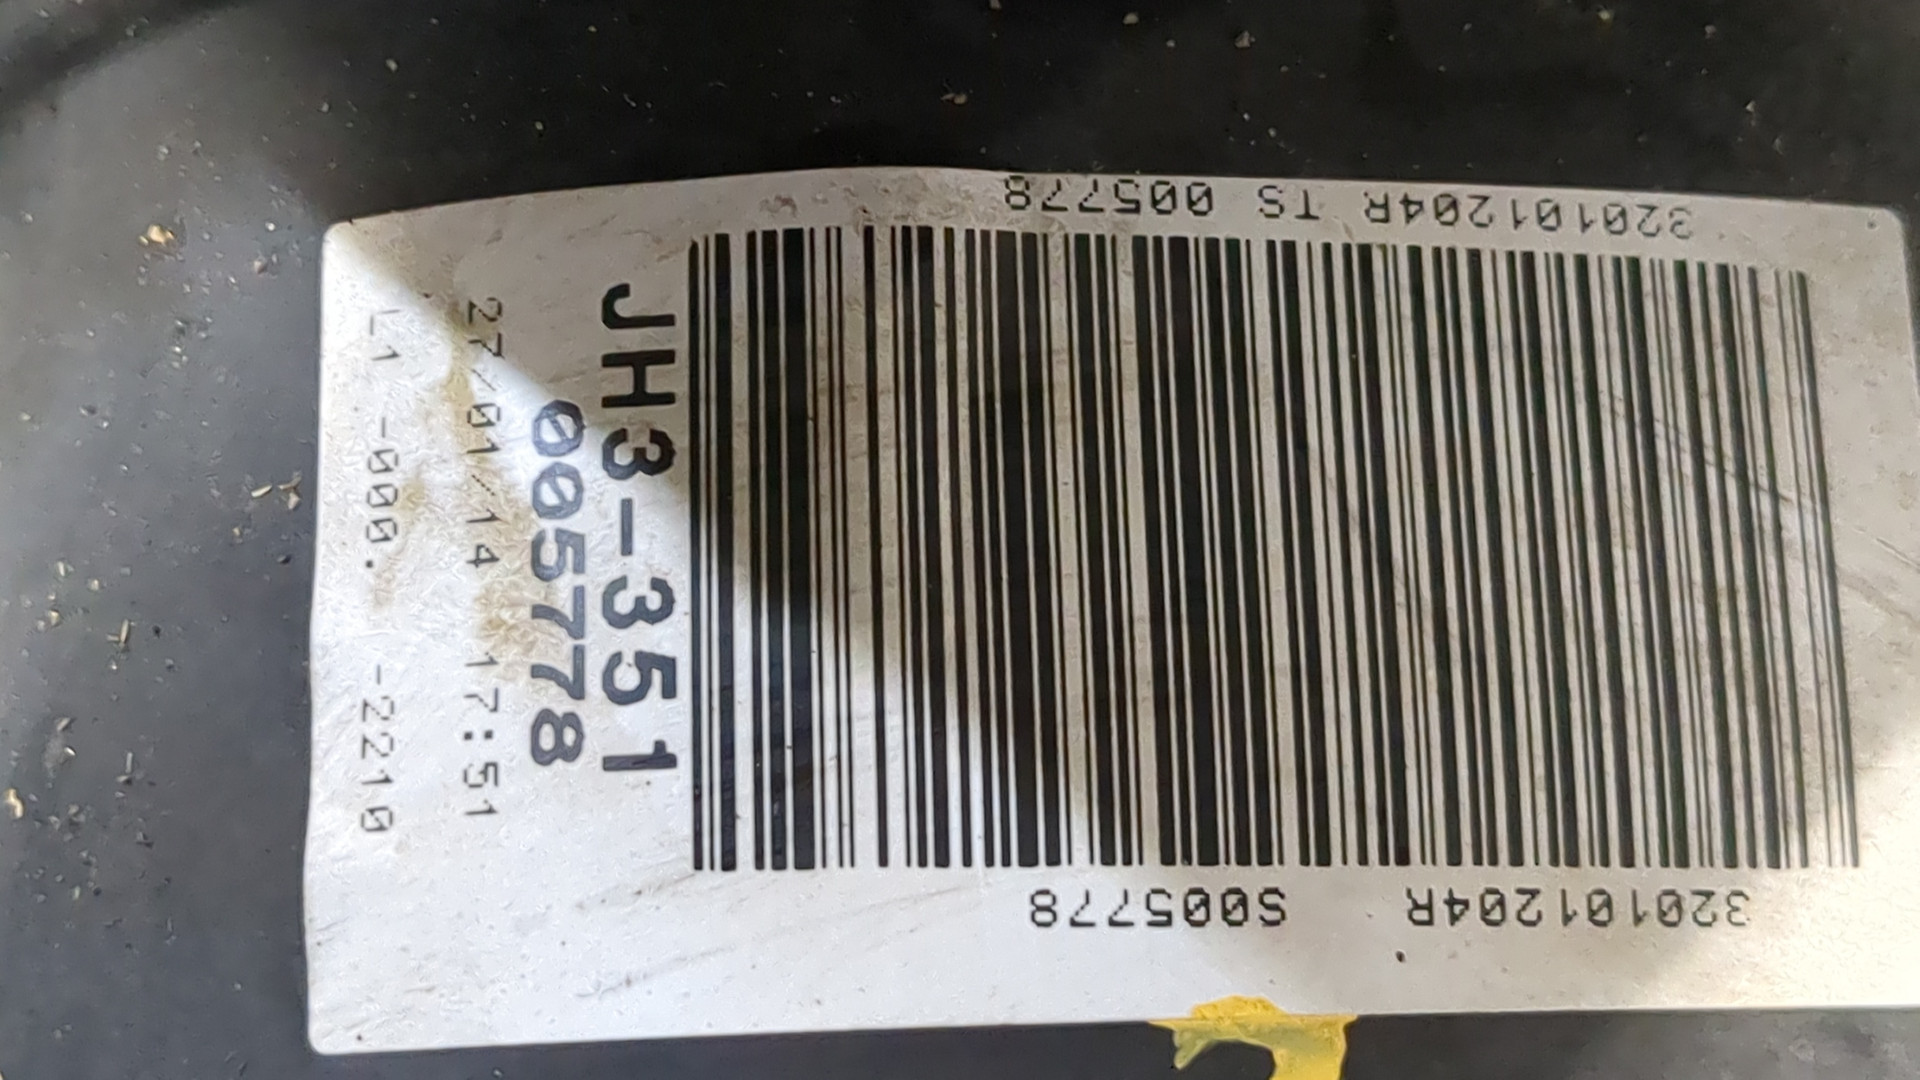 320101204R TS 005778
JH3-351
005778
27/01/14 17:51
L1 -000. -2210
320101204R S005778